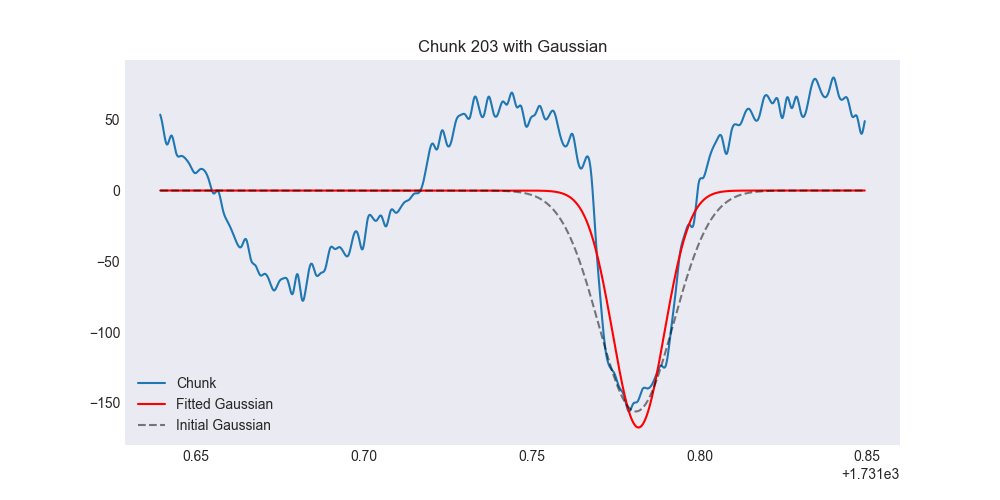 Chunk 203 with Gaussian
50
0
−50
−100
−150
Chunk
Fitted Gaussian
Initial Gaussian
0.65 0.70 0.75 0.80 0.85
+1.731e3